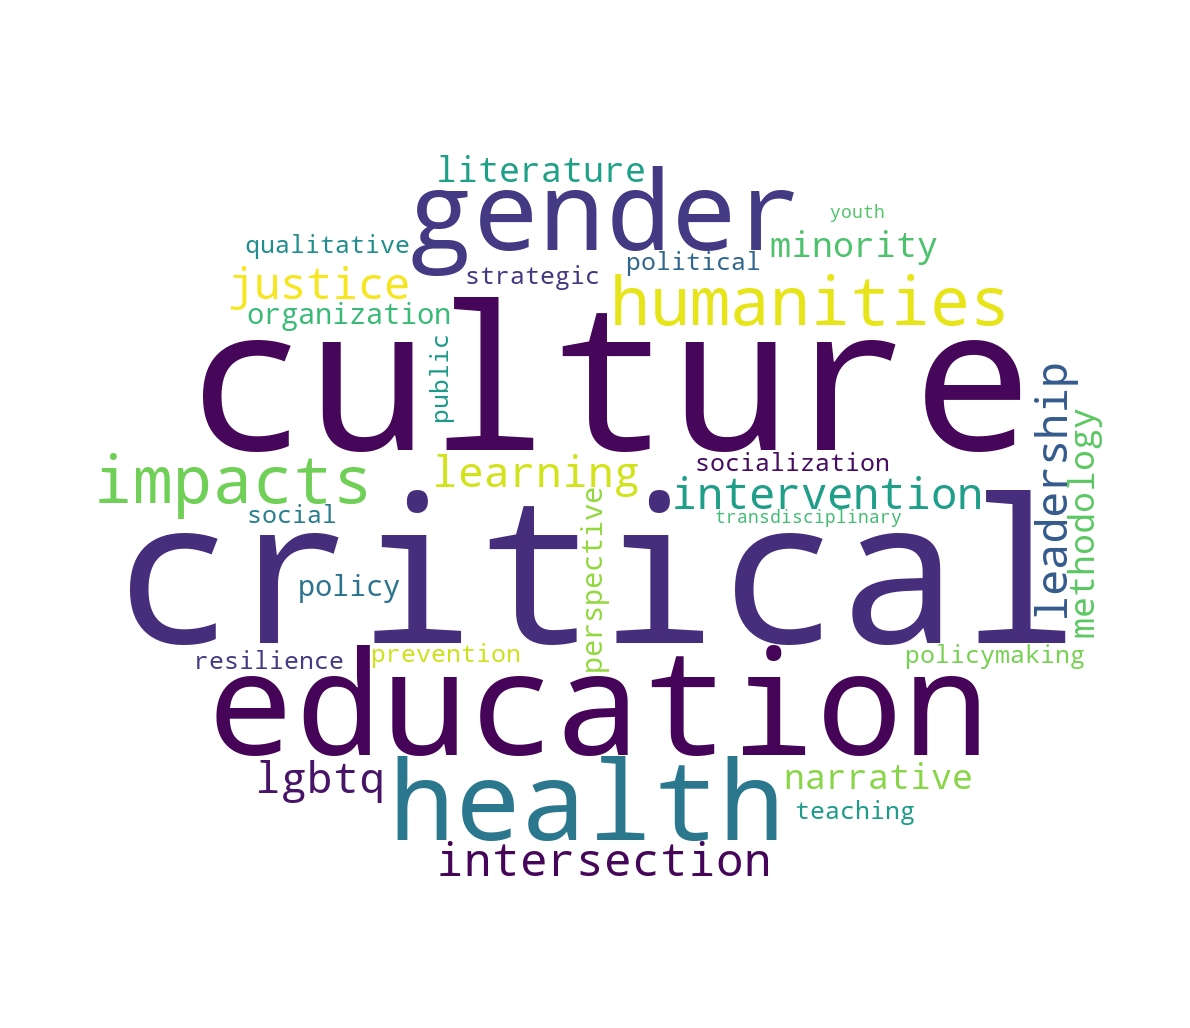 literature
gender
youth
qualitative
minority
strategic
political
justice
humanities
organization
culture
public
leadership
methodology
impacts
learning
socialization
intervention
critical
social
transdisciplinary
perspective
policy
resilience
prevention
policymaking
education
lgbtq
health
narrative
teaching
intersection